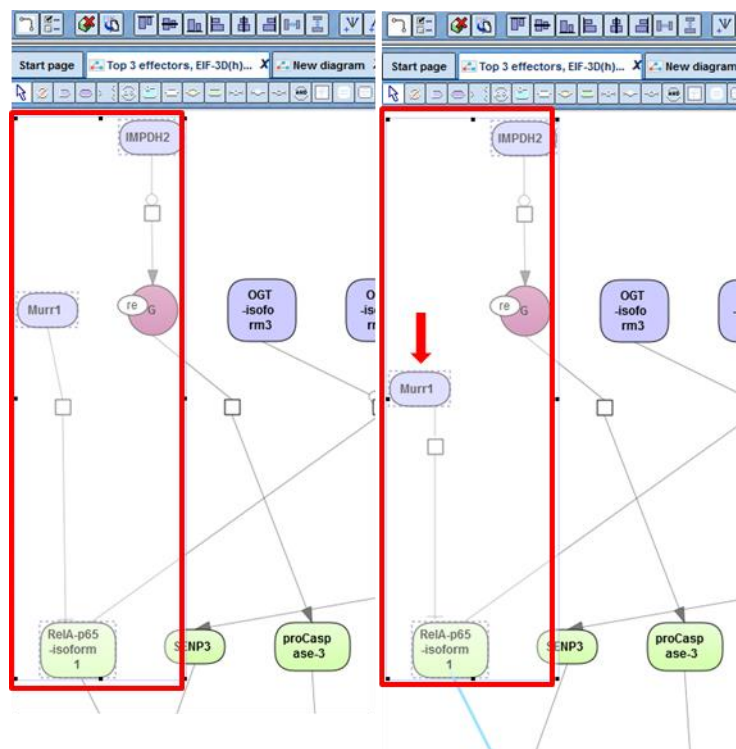 Start page
Top 3 effectors, EIF-3D(h)... X
New diagram
IMPDH2
Murr1
re
G
OGT
-isofo
rm3
RelA-p65
-isoform
1
SENP3
proCasp
ase-3
Start page
Top 3 effectors, EIF-3D(h)... X
New diagram
IMPDH2
re
G
OGT
-isofo
rm3
Murr1
RelA-p65
-isoform
1
SENP3
proCasp
ase-3